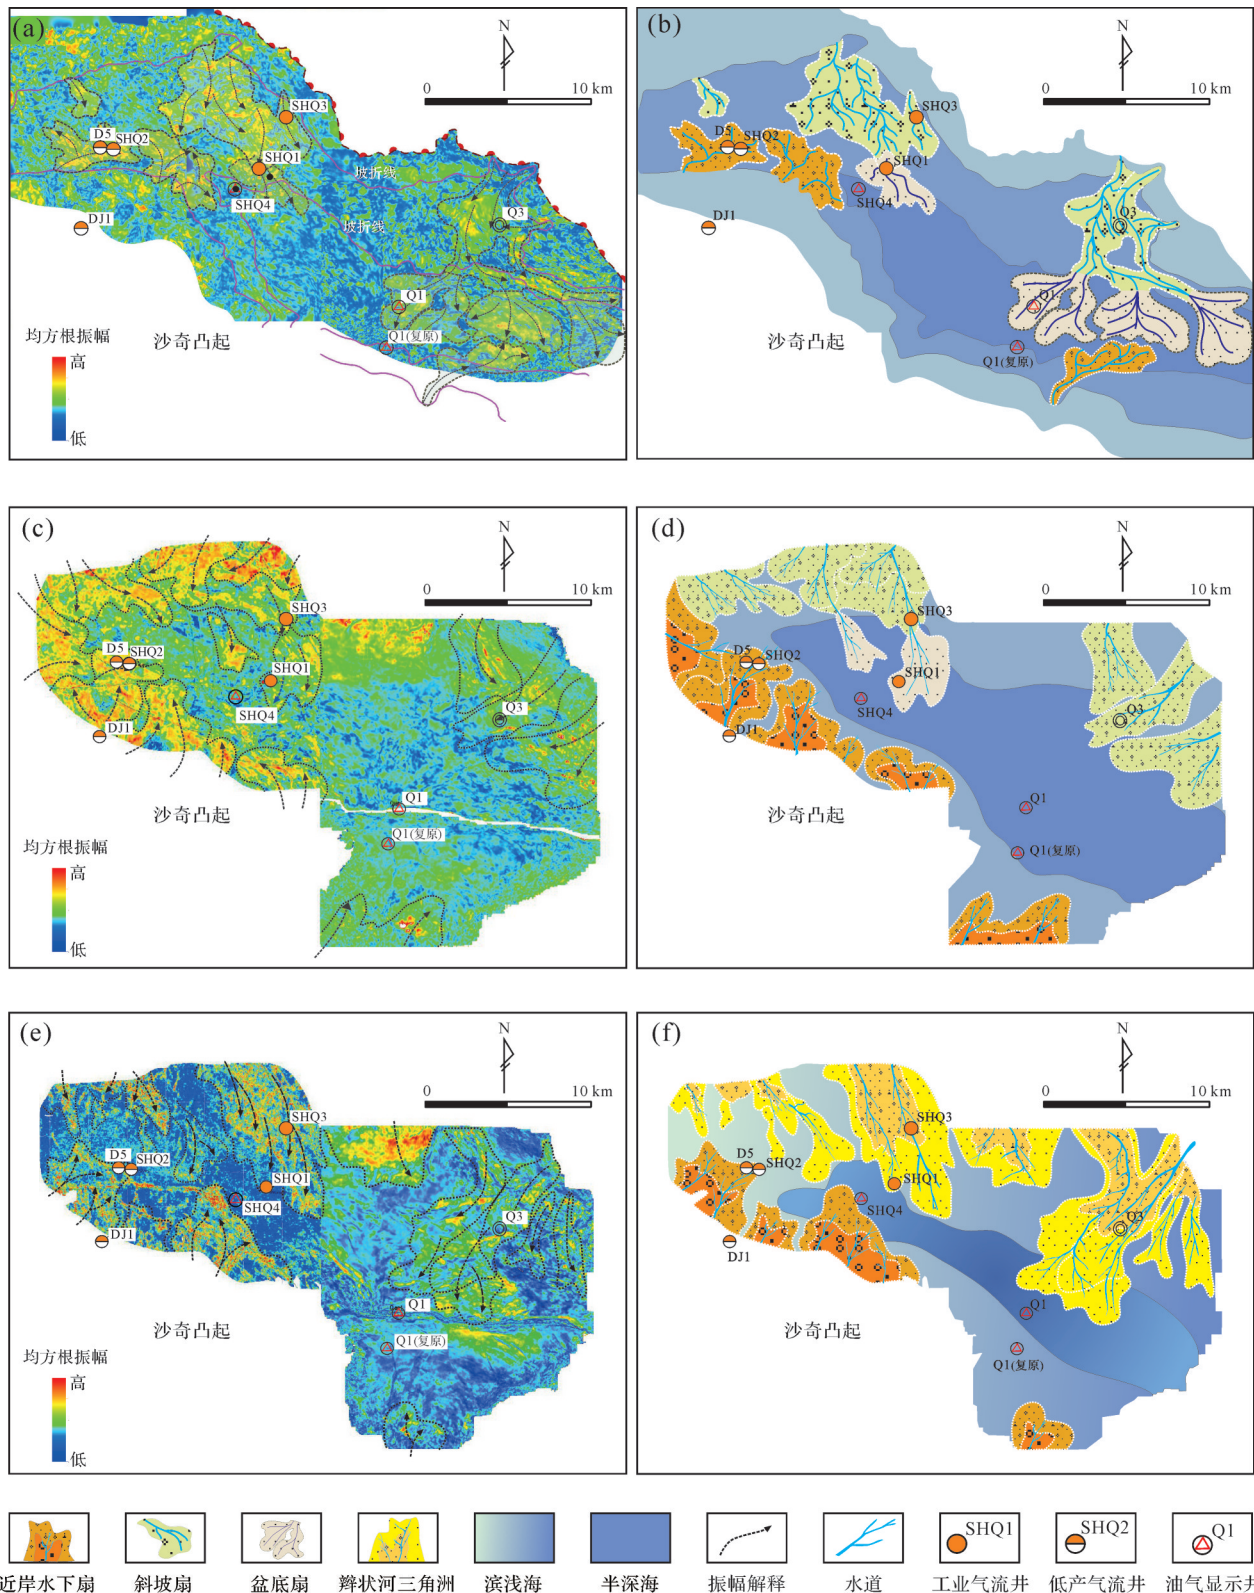 (a)
N
0 10 km
SHQ3
D5
SHQ2
SHQ1
坡折线
SHQ4
DJ1
坡折线
Q3
Q1
Q1(复原)
沙奇凸起
均方根振幅
高
低
(b)
N
0 10 km
SHQ3
D5
SHQ2
SHQ1
SHQ4
DJ1
Q3
Q1
Q1(复原)
沙奇凸起
(c)
N
0 10 km
SHQ3
D5
SHQ2
SHQ1
SHQ4
DJ1
Q3
Q1
Q1(复原)
沙奇凸起
均方根振幅
高
低
(d)
N
0 10 km
SHQ3
D5
SHQ2
SHQ1
SHQ4
DJ1
Q3
Q1
Q1(复原)
沙奇凸起
(e)
N
0 10 km
SHQ3
D5
SHQ2
SHQ1
SHQ4
DJ1
Q3
Q1
Q1(复原)
沙奇凸起
均方根振幅
高
低
(f)
N
0 10 km
SHQ3
D5
SHQ2
SHQ1
SHQ4
DJ1
Q3
Q1
Q1(复原)
沙奇凸起
SHQ1 SHQ2 Q1
近岸水下扇 斜坡扇 盆底扇 辫状河三角洲 滨浅海 半深海 振幅解释 水道 工业气流井 低产气流井 油气显示井